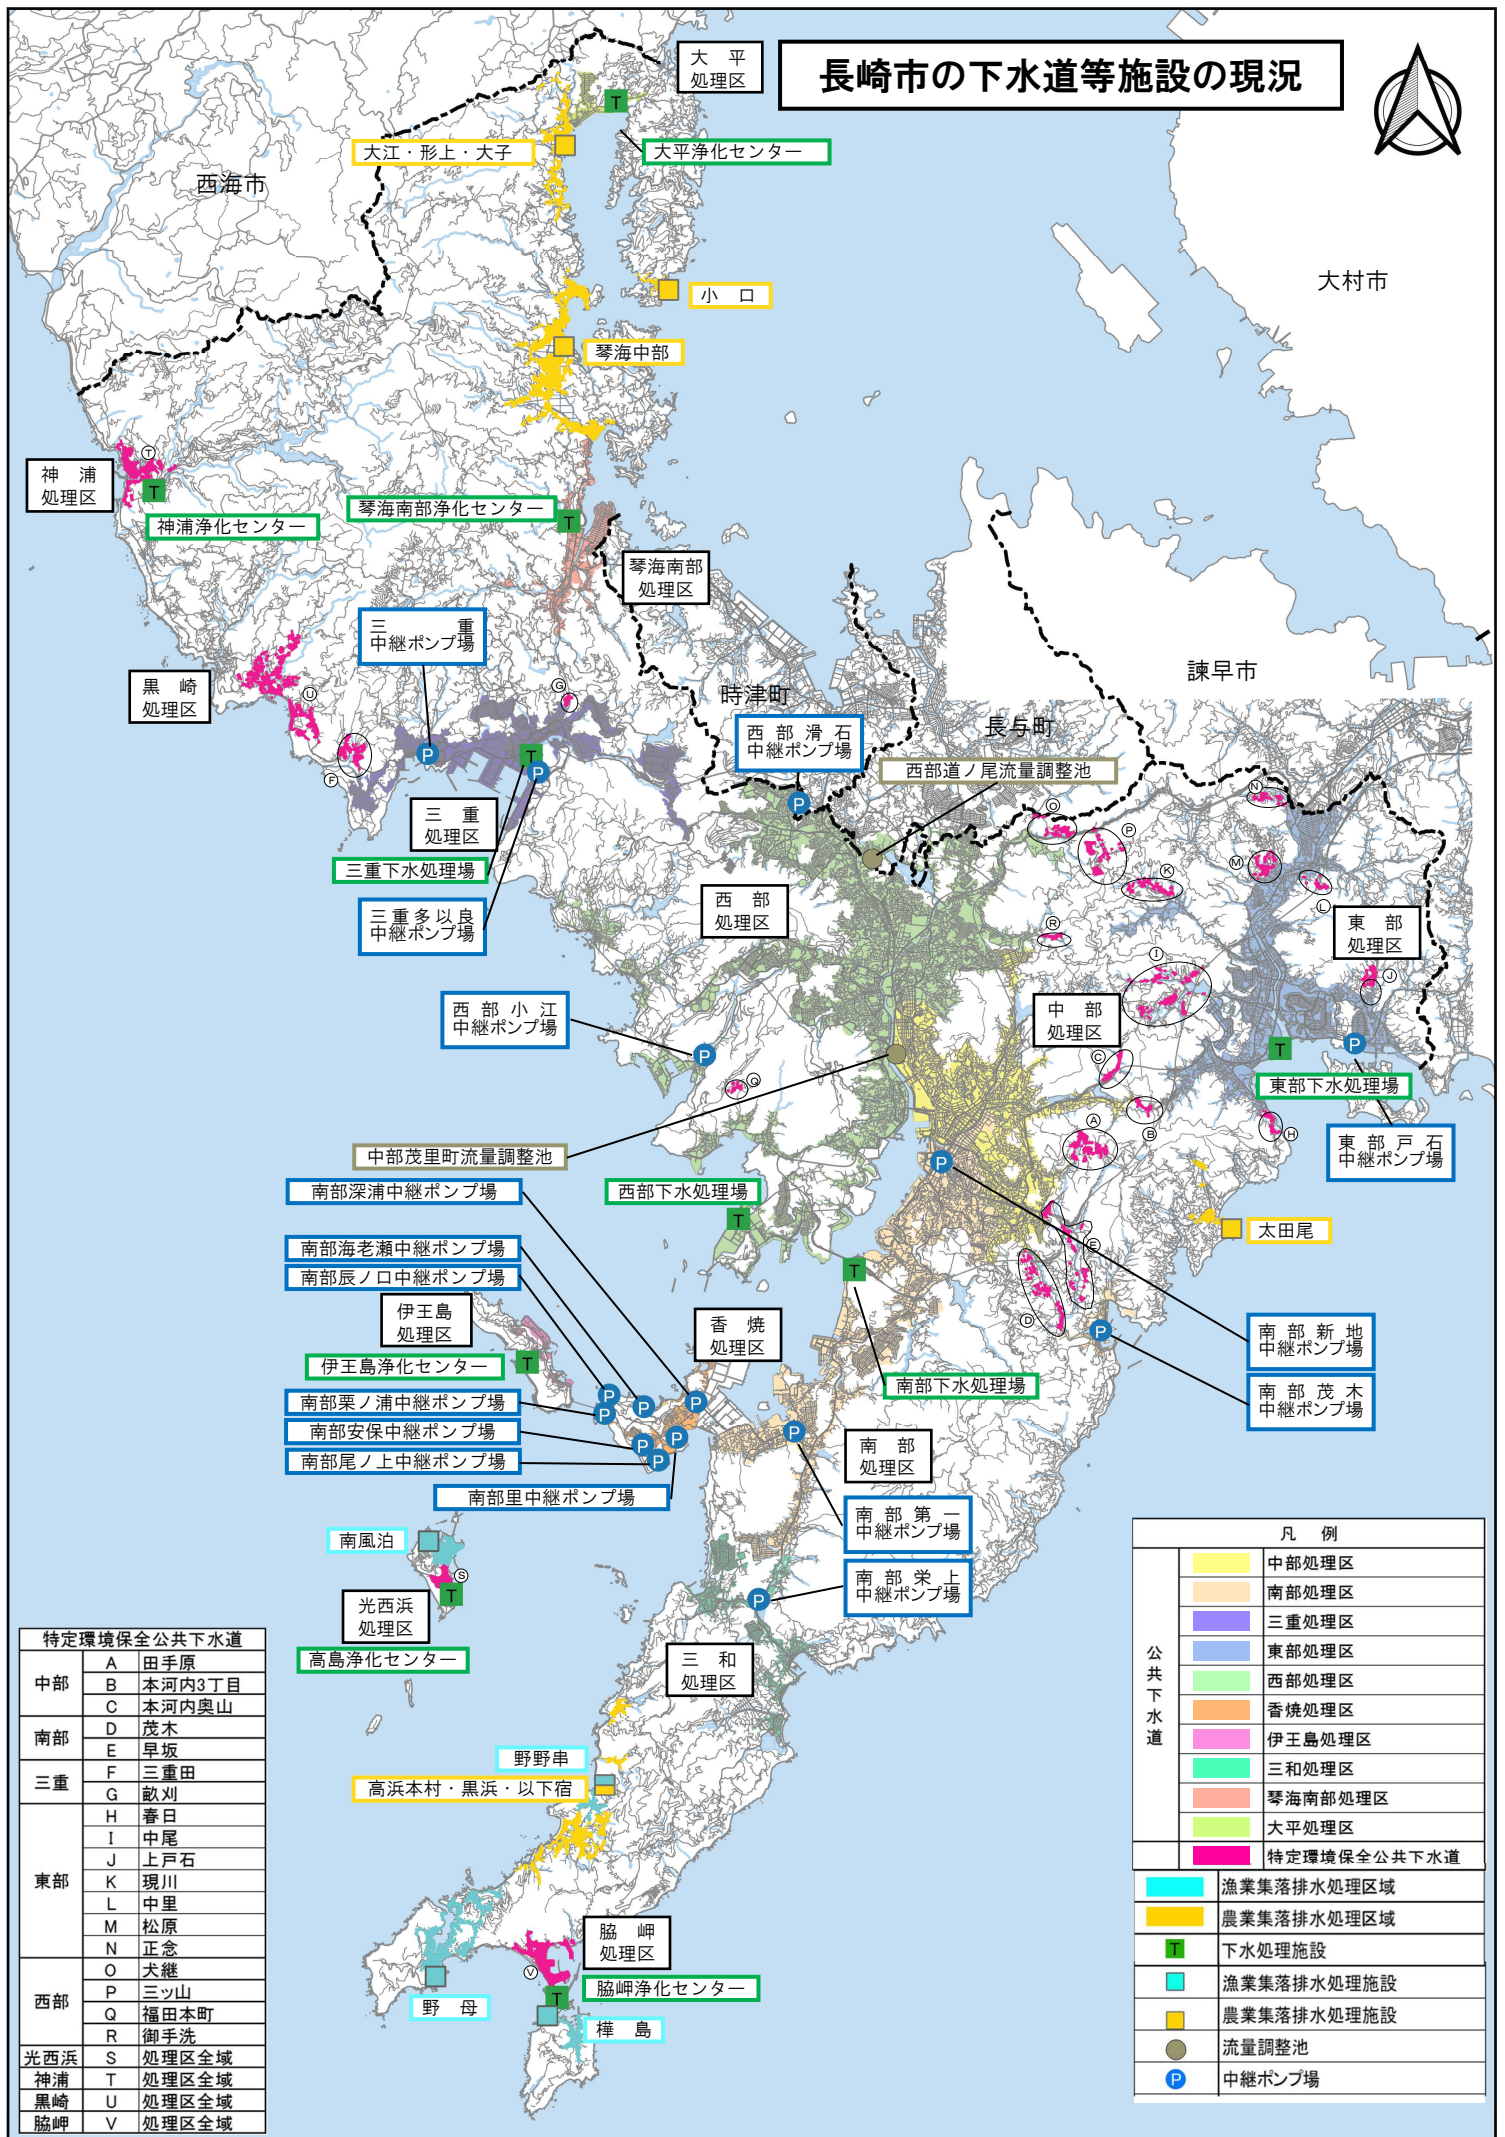 長崎市の下水道等施設の現況
大　平
処理区
大江・形上・大子
大平浄化センター
西海市
大村市
小　口
琴海中部
神　浦
処理区
T
神浦浄化センター
琴海南部浄化センター
琴海南部
処理区
三　　　重
中継ポンプ場
黒　崎
処理区
U
G
F
時津町
長与町
諫早市
西 部 滑 石
中継ポンプ場
西部道ノ尾流量調整池
三　重
処理区
三重下水処理場
三重多以良
中継ポンプ場
西　部
処理区
O
P
K
N
M
L
R
I
J
東　部
処理区
西 部 小 江
中継ポンプ場
中　部
処理区
C
Q
A
B
H
東部下水処理場
東 部 戸 石
中継ポンプ場
中部茂里町流量調整池
南部深浦中継ポンプ場
西部下水処理場
南部海老瀬中継ポンプ場
南部辰ノ口中継ポンプ場
太田尾
E
D
伊王島
処理区
香　焼
処理区
伊王島浄化センター
南 部 新 地
中継ポンプ場
南部下水処理場
南 部 茂 木
中継ポンプ場
南部栗ノ浦中継ポンプ場
南部安保中継ポンプ場
南部尾ノ上中継ポンプ場
南部里中継ポンプ場
南　部
処理区
南 部 第 一
中継ポンプ場
南風泊
S
光西浜
処理区
高島浄化センター
南 部 栄 上
中継ポンプ場
三　和
処理区
野野串
高浜本村・黒浜・以下宿
脇　岬
処理区
V
脇岬浄化センター
野　母
樺　島
特定環境保全公共下水道
中部 A 田手原
B 本河内3丁目
C 本河内奥山
南部 D 茂木
E 早坂
三重 F 三重田
G 畝刈
東部 H 春日
I 中尾
J 上戸石
K 現川
L 中里
M 松原
N 正念
西部 O 犬継
P 三ッ山
Q 福田本町
R 御手洗
光西浜 S 処理区全域
神浦 T 処理区全域
黒崎 U 処理区全域
脇岬 V 処理区全域
凡　例
公共下水道
中部処理区
南部処理区
三重処理区
東部処理区
西部処理区
香焼処理区
伊王島処理区
三和処理区
琴海南部処理区
大平処理区
特定環境保全公共下水道
漁業集落排水処理区域
農業集落排水処理区域
T 下水処理施設
漁業集落排水処理施設
農業集落排水処理施設
流量調整池
P 中継ポンプ場